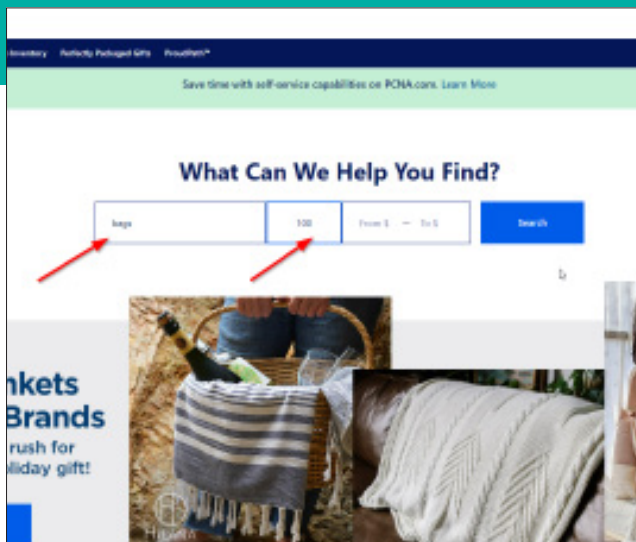 Inventory Perfectly Packaged Gifts ProudPath™
Save time with self-service capabilities on PCNA.com. Learn More
What Can We Help You Find?
bags 100 From $ — To $ Search
nkets
Brands
rush for
liday gift!